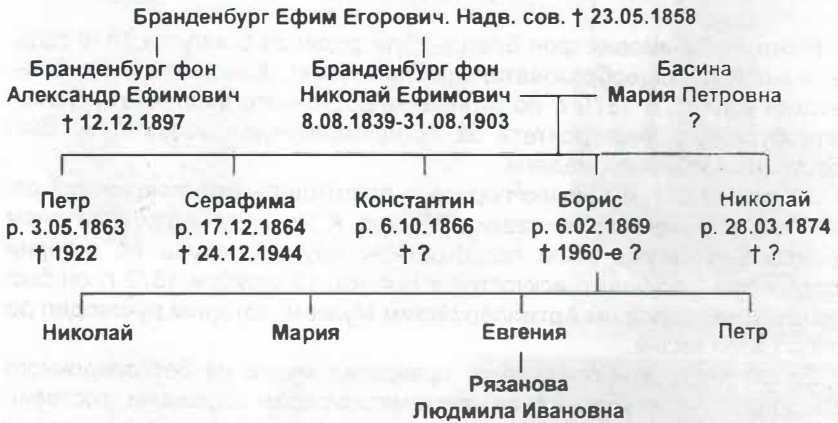 Бранденбург Ефим Егорович. Надв. сов. † 23.05.1858
Бранденбург фон Бранденбург фон Басина
Александр Ефимович Николай Ефимович Мария Петровна
† 12.12.1897 8.08.1839-31.08.1903 ?
Петр Серафима Константин Борис Николай
р. 3.05.1863 р. 17.12.1864 р. 6.10.1866 р. 6.02.1869 р. 28.03.1874
† 1922 † 24.12.1944 † ? † 1960-е ? † ?
Николай Мария Евгения Петр
Рязанова
Людмила Ивановна